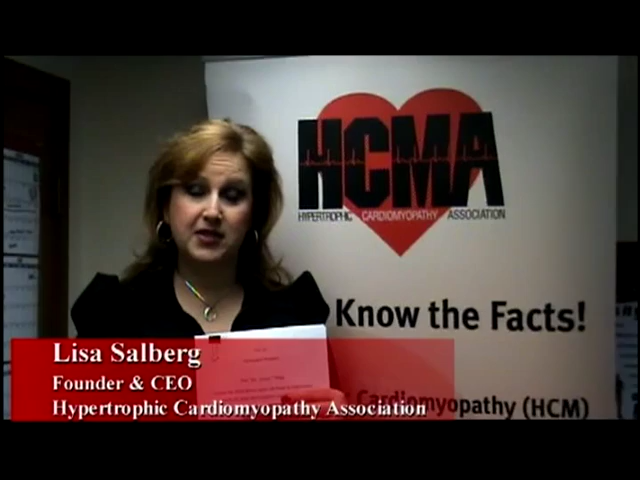 HCMA
HYPERTROPHIC CARDIOMYOPATHY ASSOCIATION
Know the Facts!
Cardiomyopathy (HCM)
Lisa Salberg
Founder & CEO
Hypertrophic Cardiomyopathy Association